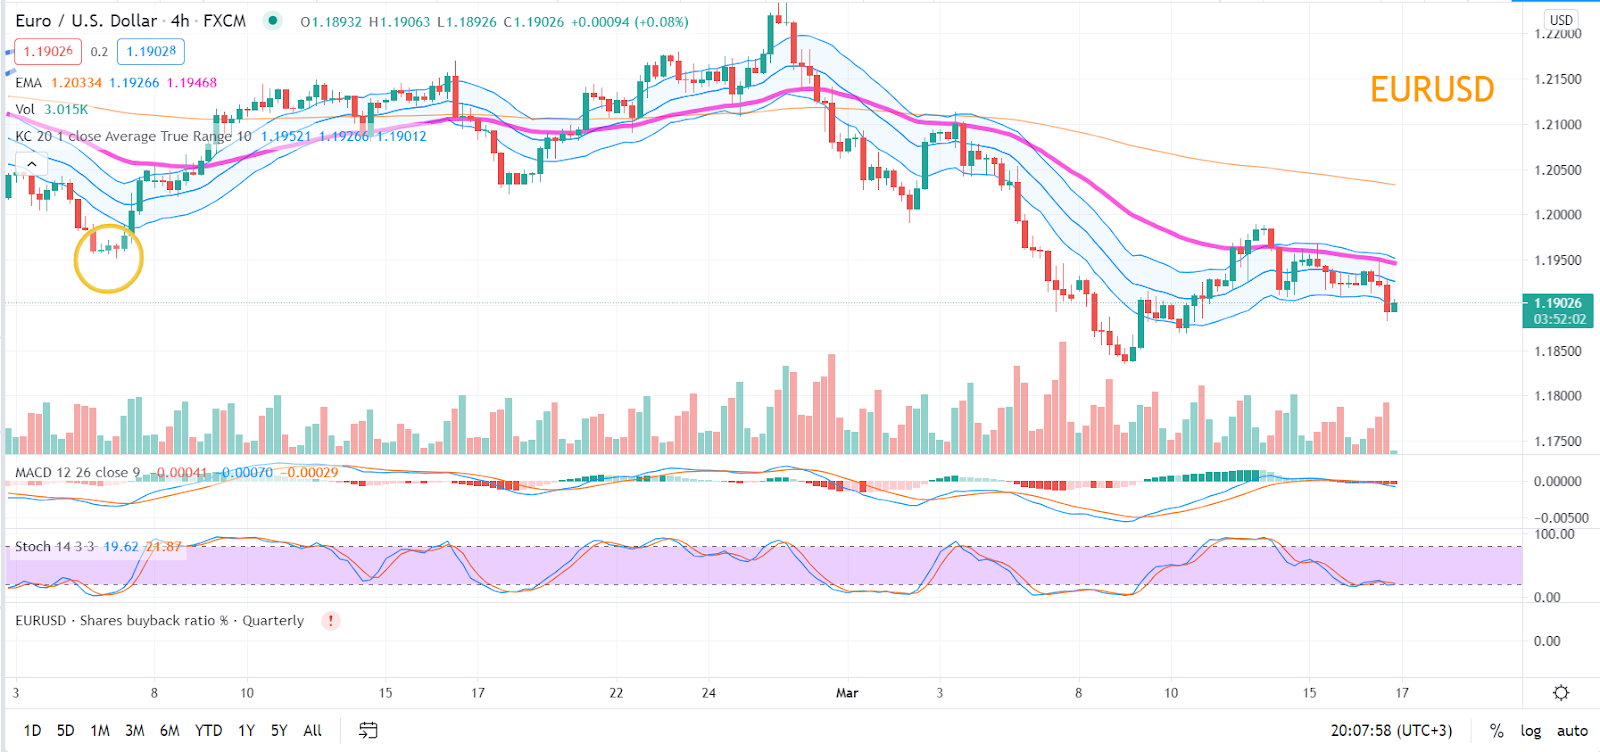 Euro / U.S. Dollar · 4h · FXCM O1.18932 H1.19063 L1.18926 C1.19026 +0.00094 (+0.08%)
1.19026 0.2 1.19028
EMA 1.20334 1.19266 1.19468
Vol 3.015K
KC 20 1 close Average True Range 10 1.19521 1.19266 1.19012
EURUSD
USD
1.22000
1.21500
1.21000
1.20500
1.20000
1.19500
1.19026
03:52:02
1.18500
1.18000
1.17500
MACD 12 26 close 9 −0.00041 −0.00070 −0.00029
0.00000
−0.00500
Stoch 14 3 3 19.62 21.87
100.00
0.00
EURUSD · Shares buyback ratio % · Quarterly !
0.00
3 8 10 15 17 22 24 Mar 3 8 10 15 17
1D 5D 1M 3M 6M YTD 1Y 5Y All 20:07:58 (UTC+3) % log auto